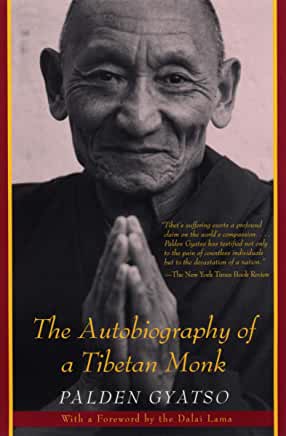 "Tibet's suffering exerts a profound
claim on the world's compassion. . . .
Palden Gyatso has testified not only
to the pain of countless individuals
but to the devastation of a nation."
—The New York Times Book Review
The Autobiography of
a Tibetan Monk
PALDEN GYATSO
With a Foreword by the Dalai Lama